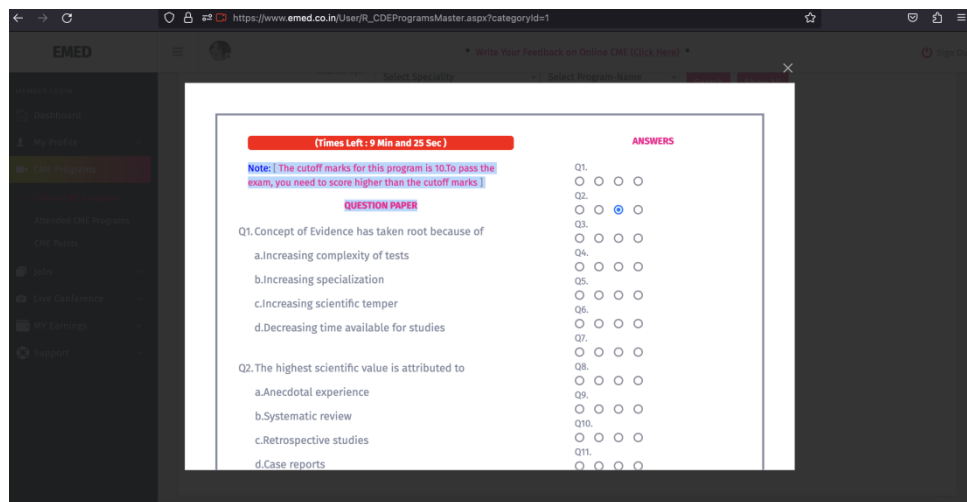 https://www.emed.co.in/User/R_CDEProgramsMaster.aspx?categoryId=1
EMED
* Write Your Feedback on Online CME (Click Here) *
Sign Ou
Select Speciality
Select Program-Name
MEMBER LOGIN
Dashboard
My Profile
CME Programs
Attended CME Programs
CME Points
Jobs
Live Conference
MY Earnings
Support
(Times Left : 9 Min and 25 Sec )
Note: [ The cutoff marks for this program is 10.To pass the
exam, you need to score higher than the cutoff marks ]
QUESTION PAPER
Q1.Concept of Evidence has taken root because of
a.Increasing complexity of tests
b.Increasing specialization
c.Increasing scientific temper
d.Decreasing time available for studies
Q2.The highest scientific value is attributed to
a.Anecdotal experience
b.Systematic review
c.Retrospective studies
d.Case reports
ANSWERS
Q1.
Q2.
Q3.
Q4.
Q5.
Q6.
Q7.
Q8.
Q9.
Q10.
Q11.